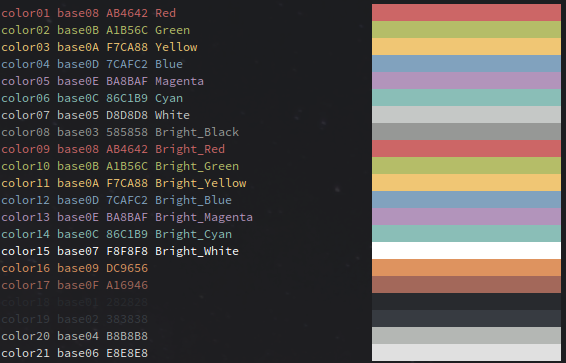 color01 base08 AB4642 Red
color02 base0B A1B56C Green
color03 base0A F7CA88 Yellow
color04 base0D 7CAFC2 Blue
color05 base0E BA8BAF Magenta
color06 base0C 86C1B9 Cyan
color07 base05 D8D8D8 White
color08 base03 585858 Bright_Black
color09 base08 AB4642 Bright_Red
color10 base0B A1B56C Bright_Green
color11 base0A F7CA88 Bright_Yellow
color12 base0D 7CAFC2 Bright_Blue
color13 base0E BA8BAF Bright_Magenta
color14 base0C 86C1B9 Bright_Cyan
color15 base07 F8F8F8 Bright_White
color16 base09 DC9656
color17 base0F A16946
color18 base01 282828
color19 base02 383838
color20 base04 B8B8B8
color21 base06 E8E8E8